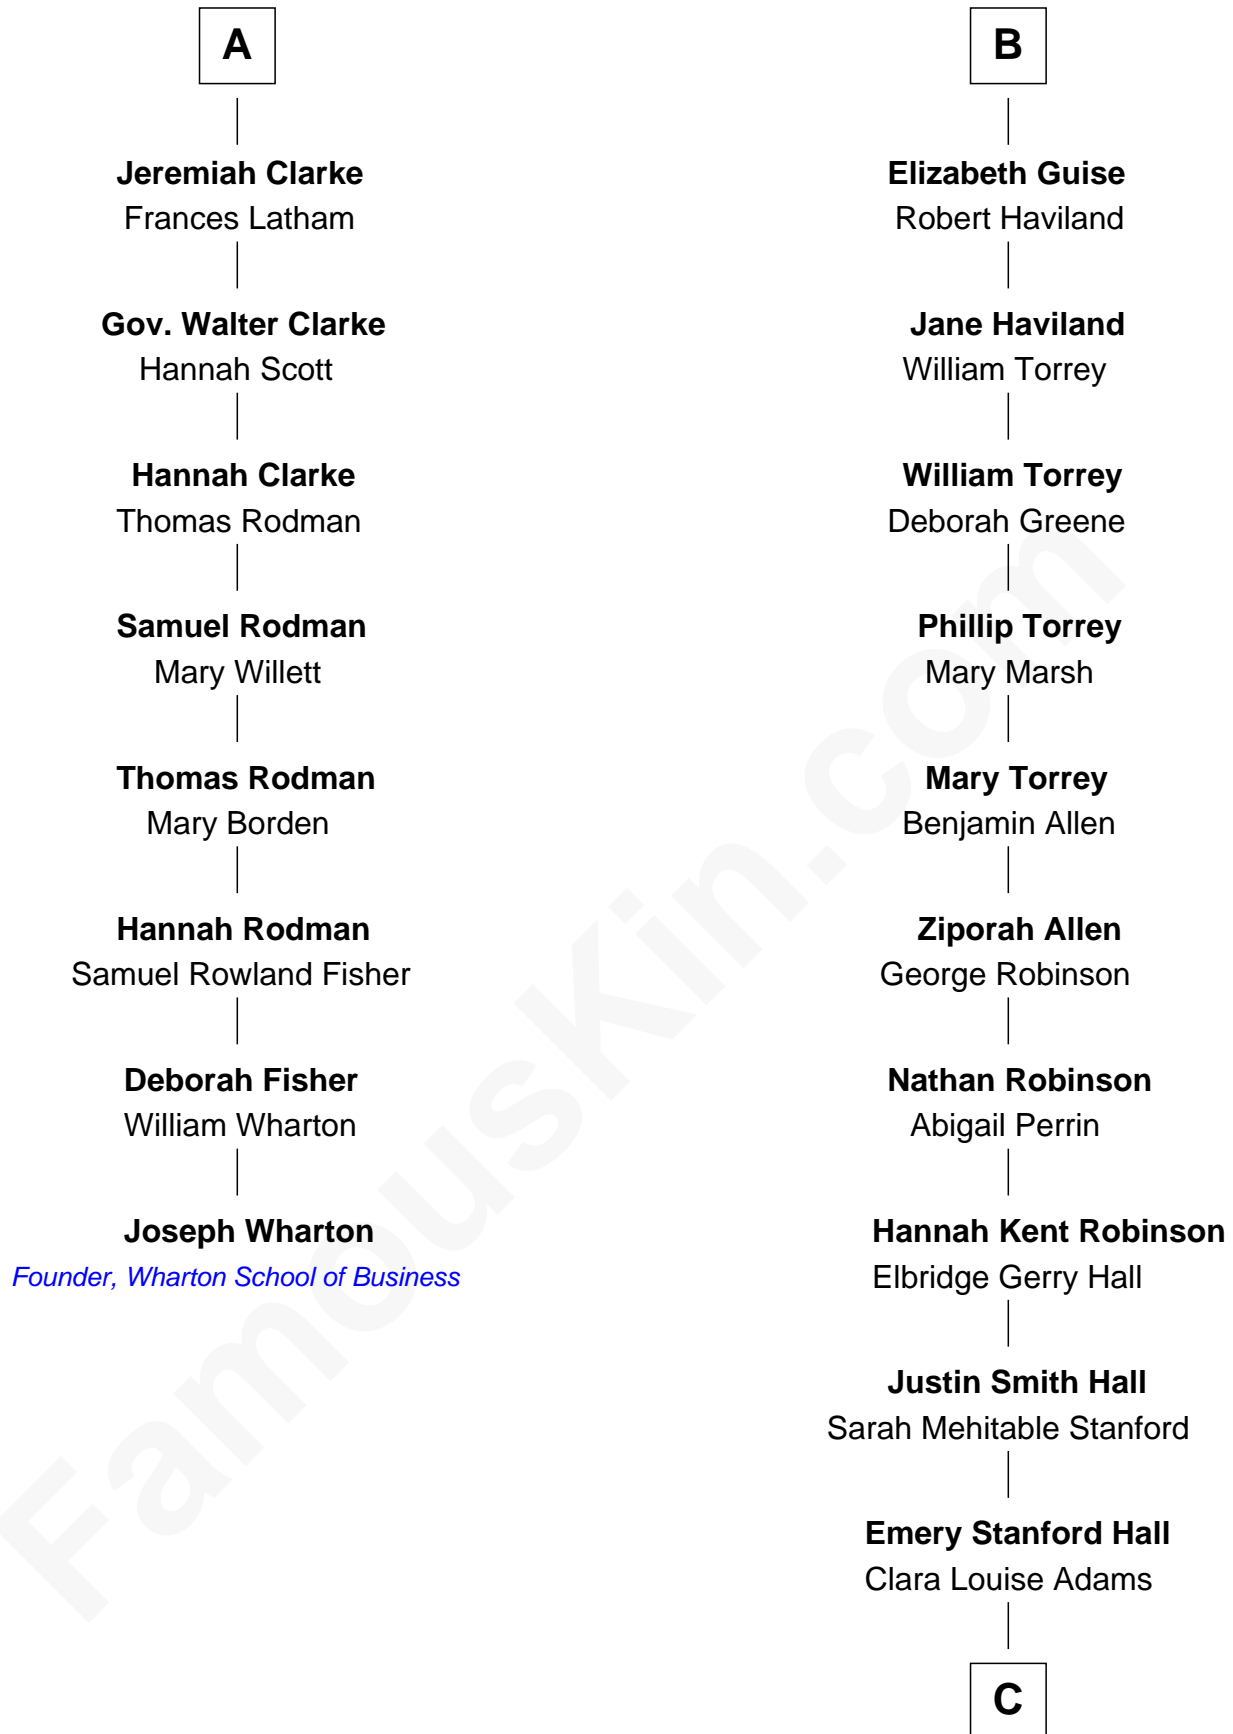 A
Jeremiah Clarke
Frances Latham
Gov. Walter Clarke
Hannah Scott
Hannah Clarke
Thomas Rodman
Samuel Rodman
Mary Willett
Thomas Rodman
Mary Borden
Hannah Rodman
Samuel Rowland Fisher
Deborah Fisher
William Wharton
Joseph Wharton
Founder, Wharton School of Business
B
Elizabeth Guise
Robert Haviland
Jane Haviland
William Torrey
William Torrey
Deborah Greene
Phillip Torrey
Mary Marsh
Mary Torrey
Benjamin Allen
Ziporah Allen
George Robinson
Nathan Robinson
Abigail Perrin
Hannah Kent Robinson
Elbridge Gerry Hall
Justin Smith Hall
Sarah Mehitable Stanford
Emery Stanford Hall
Clara Louise Adams
C
FamousKin.com